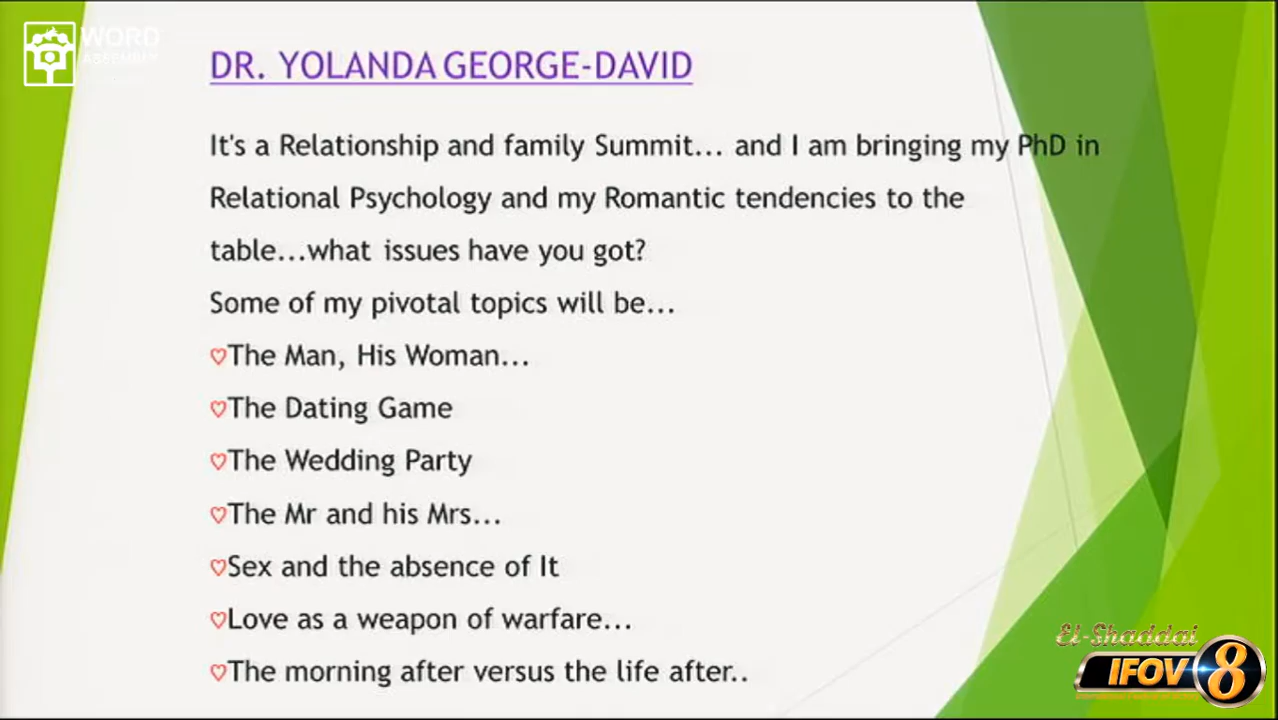 WORD
ASSEMBLY
DR. YOLANDA GEORGE-DAVID
It's a Relationship and family Summit... and I am bringing my PhD in
Relational Psychology and my Romantic tendencies to the
table...what issues have you got?
Some of my pivotal topics will be...
♡The Man, His Woman...
♡The Dating Game
♡The Wedding Party
♡The Mr and his Mrs...
♡Sex and the absence of It
♡Love as a weapon of warfare...
♡The morning after versus the life after..
El-Shaddai
IFOV 8